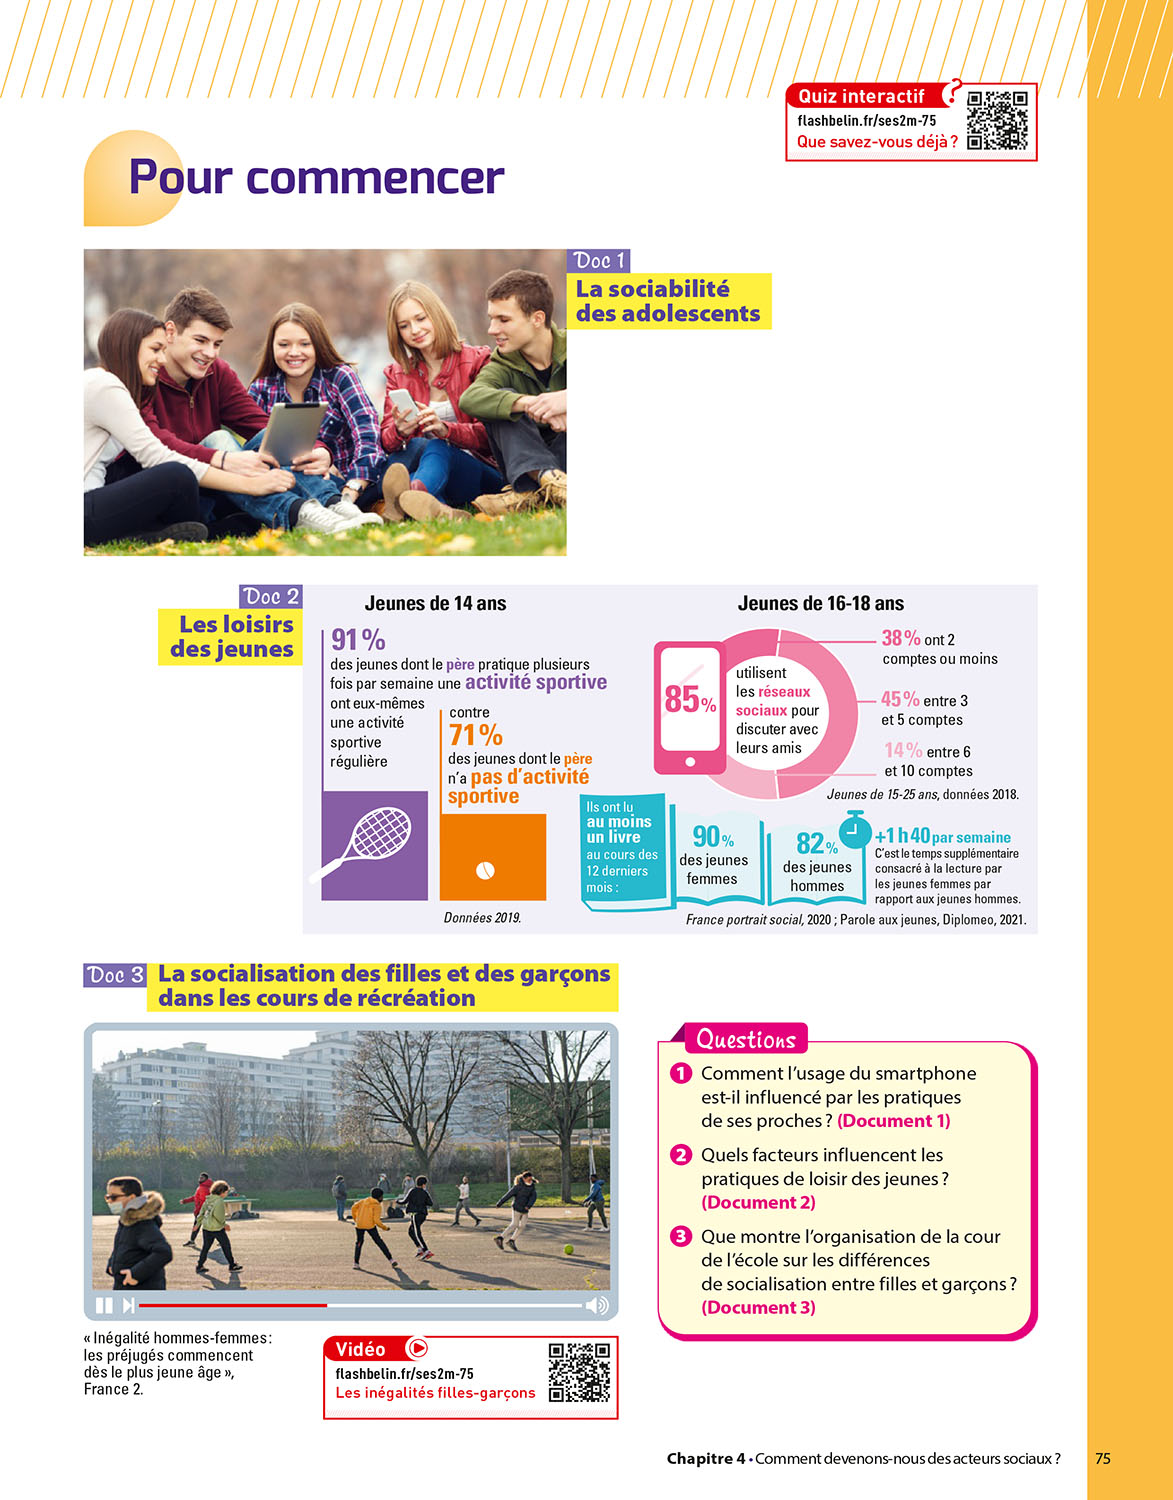 Quiz interactif ?
flashbelin.fr/ses2m-75
Que savez-vous déjà ?
Pour commencer
Doc 1
La sociabilité
des adolescents
Doc 2
Les loisirs
des jeunes
Jeunes de 14 ans
91 %
des jeunes dont le père pratique plusieurs
fois par semaine une activité sportive
ont eux-mêmes
une activité
sportive
régulière
contre
71 %
des jeunes dont le père
n'a pas d'activité
sportive
Données 2019.
Jeunes de 16-18 ans
85 %
utilisent
les réseaux
sociaux pour
discuter avec
leurs amis
38 % ont 2
comptes ou moins
45 % entre 3
et 5 comptes
14 % entre 6
et 10 comptes
Jeunes de 15-25 ans, données 2018.
Ils ont lu
au moins
un livre
au cours des
12 derniers
mois :
90 %
des jeunes
femmes
82 %
des jeunes
hommes
+1 h 40 par semaine
C'est le temps supplémentaire
consacré à la lecture par
les jeunes femmes par
rapport aux jeunes hommes.
France portrait social, 2020 ; Parole aux jeunes, Diplomeo, 2021.
Doc 3
La socialisation des filles et des garçons
dans les cours de récréation
« Inégalité hommes-femmes :
les préjugés commencent
dès le plus jeune âge »,
France 2.
Vidéo
flashbelin.fr/ses2m-75
Les inégalités filles-garçons
Questions
1 Comment l'usage du smartphone
est-il influencé par les pratiques
de ses proches ? (Document 1)
2 Quels facteurs influencent les
pratiques de loisir des jeunes ?
(Document 2)
3 Que montre l'organisation de la cour
de l'école sur les différences
de socialisation entre filles et garçons ?
(Document 3)
Chapitre 4 • Comment devenons-nous des acteurs sociaux ? 75